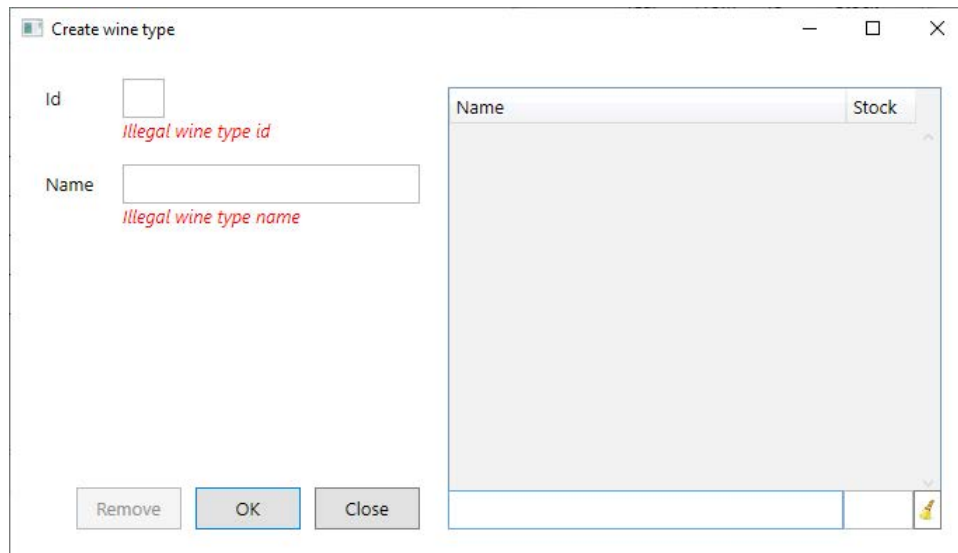 Create wine type
Id
Illegal wine type id
Name
Illegal wine type name
Remove
OK
Close
Name
Stock